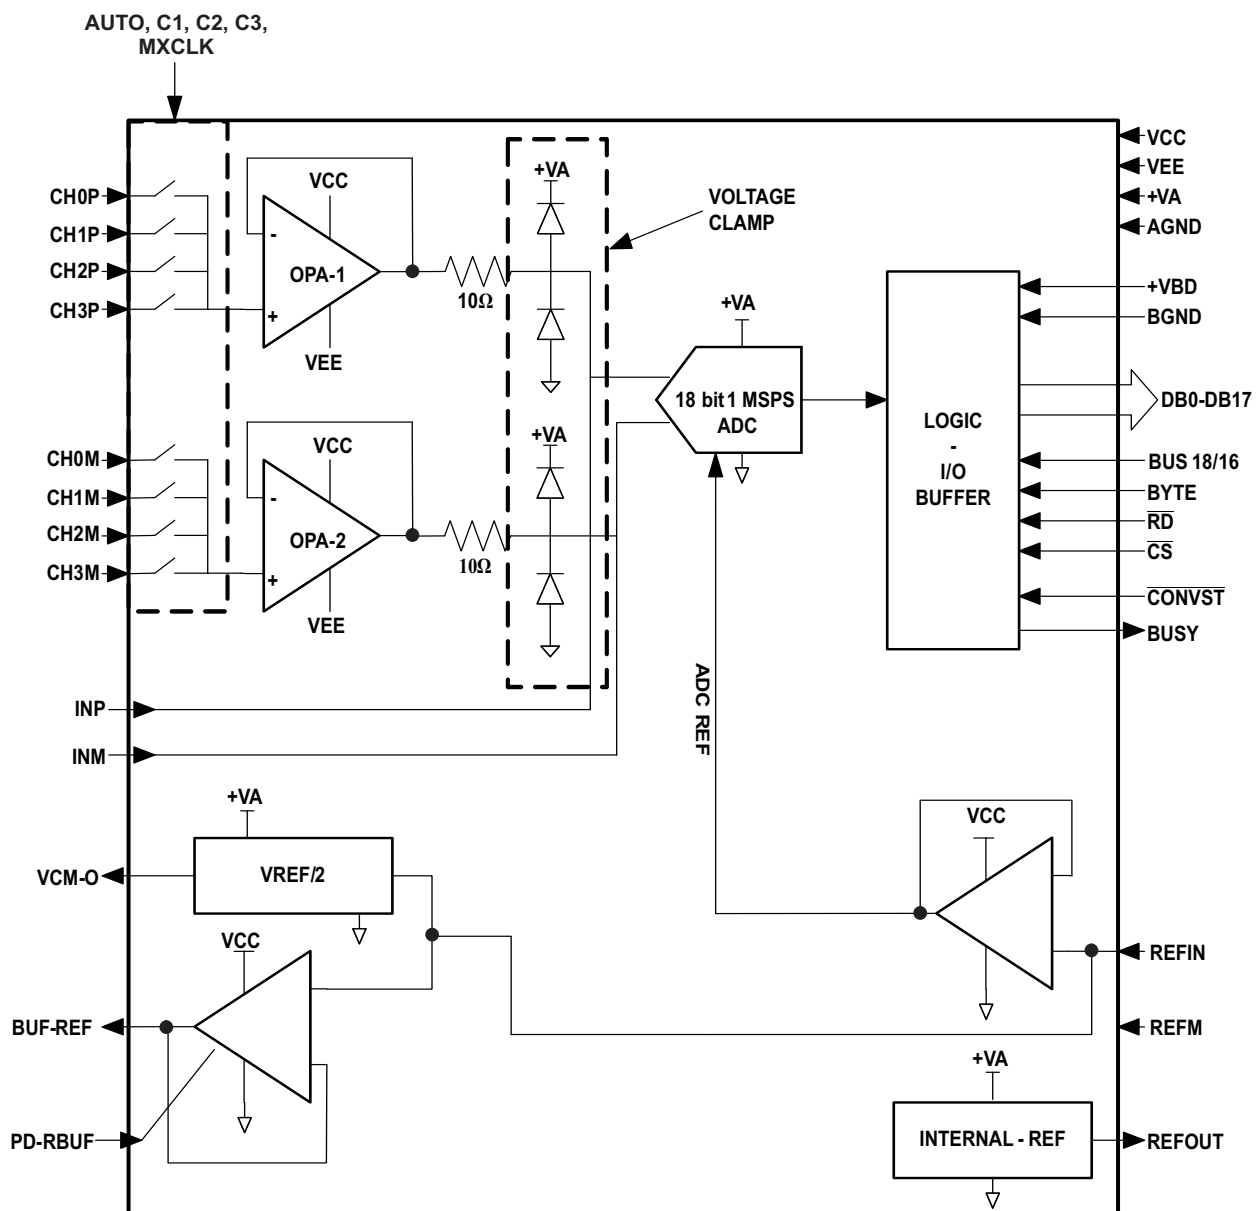 AUTO, C1, C2, C3,
MXCLK
VCC
VEE
+VA
AGND
CH0P
CH1P
CH2P
CH3P
VCC
-
OPA-1
+
VEE
10Ω
+VA
VOLTAGE
CLAMP
+VA
18 bit 1 MSPS
ADC
LOGIC
-
I/O
BUFFER
+VBD
BGND
DB0-DB17
BUS 18/16
BYTE
RD
CS
CONVST
BUSY
CH0M
CH1M
CH2M
CH3M
VCC
-
OPA-2
+
VEE
10Ω
+VA
INP
INM
ADC REF
+VA
VREF/2
VCM-O
VCC
BUF-REF
PD-RBUF
VCC
REFIN
REFM
+VA
INTERNAL - REF
REFOUT